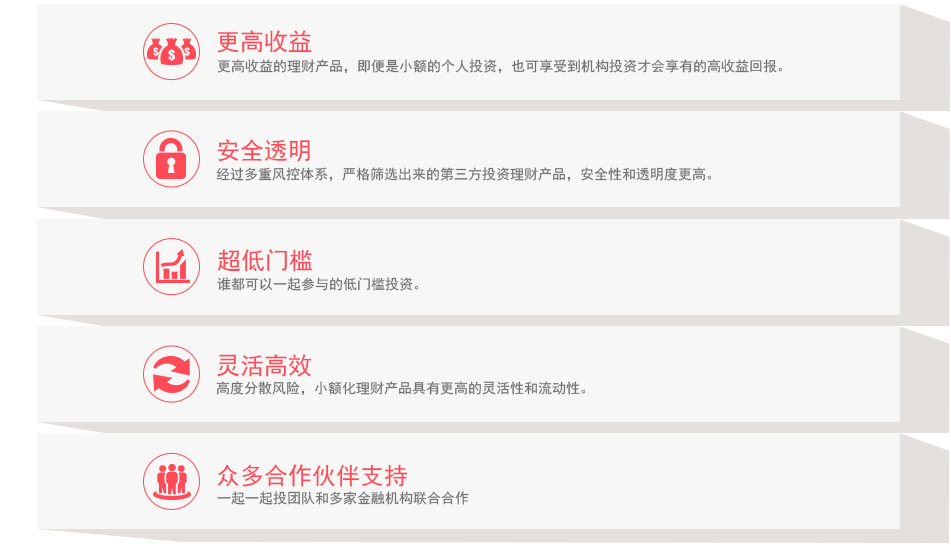 更高收益
更高收益的理财产品，即便是小额的个人投资，也可享受到机构投资才会享有的高收益回报。
安全透明
经过多重风控体系，严格筛选出来的第三方投资理财产品，安全性和透明度更高。
超低门槛
谁都可以一起参与的低门槛投资。
灵活高效
高度分散风险，小额化理财产品具有更高的灵活性和流动性。
众多合作伙伴支持
一起一起投团队和多家金融机构联合合作